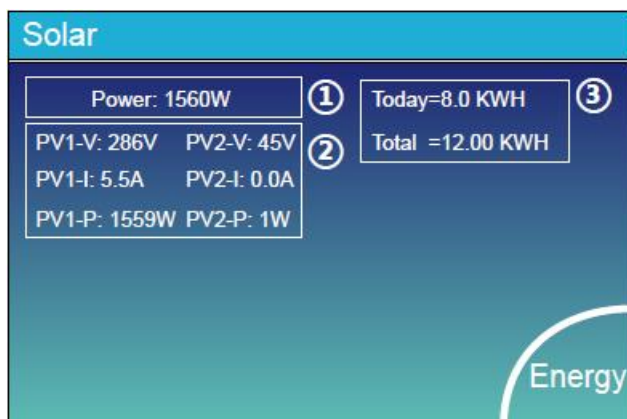 Solar
Power: 1560W ①
PV1-V: 286V PV2-V: 45V ②
PV1-I: 5.5A PV2-I: 0.0A
PV1-P: 1559W PV2-P: 1W
Today=8.0 KWH ③
Total =12.00 KWH
Energy